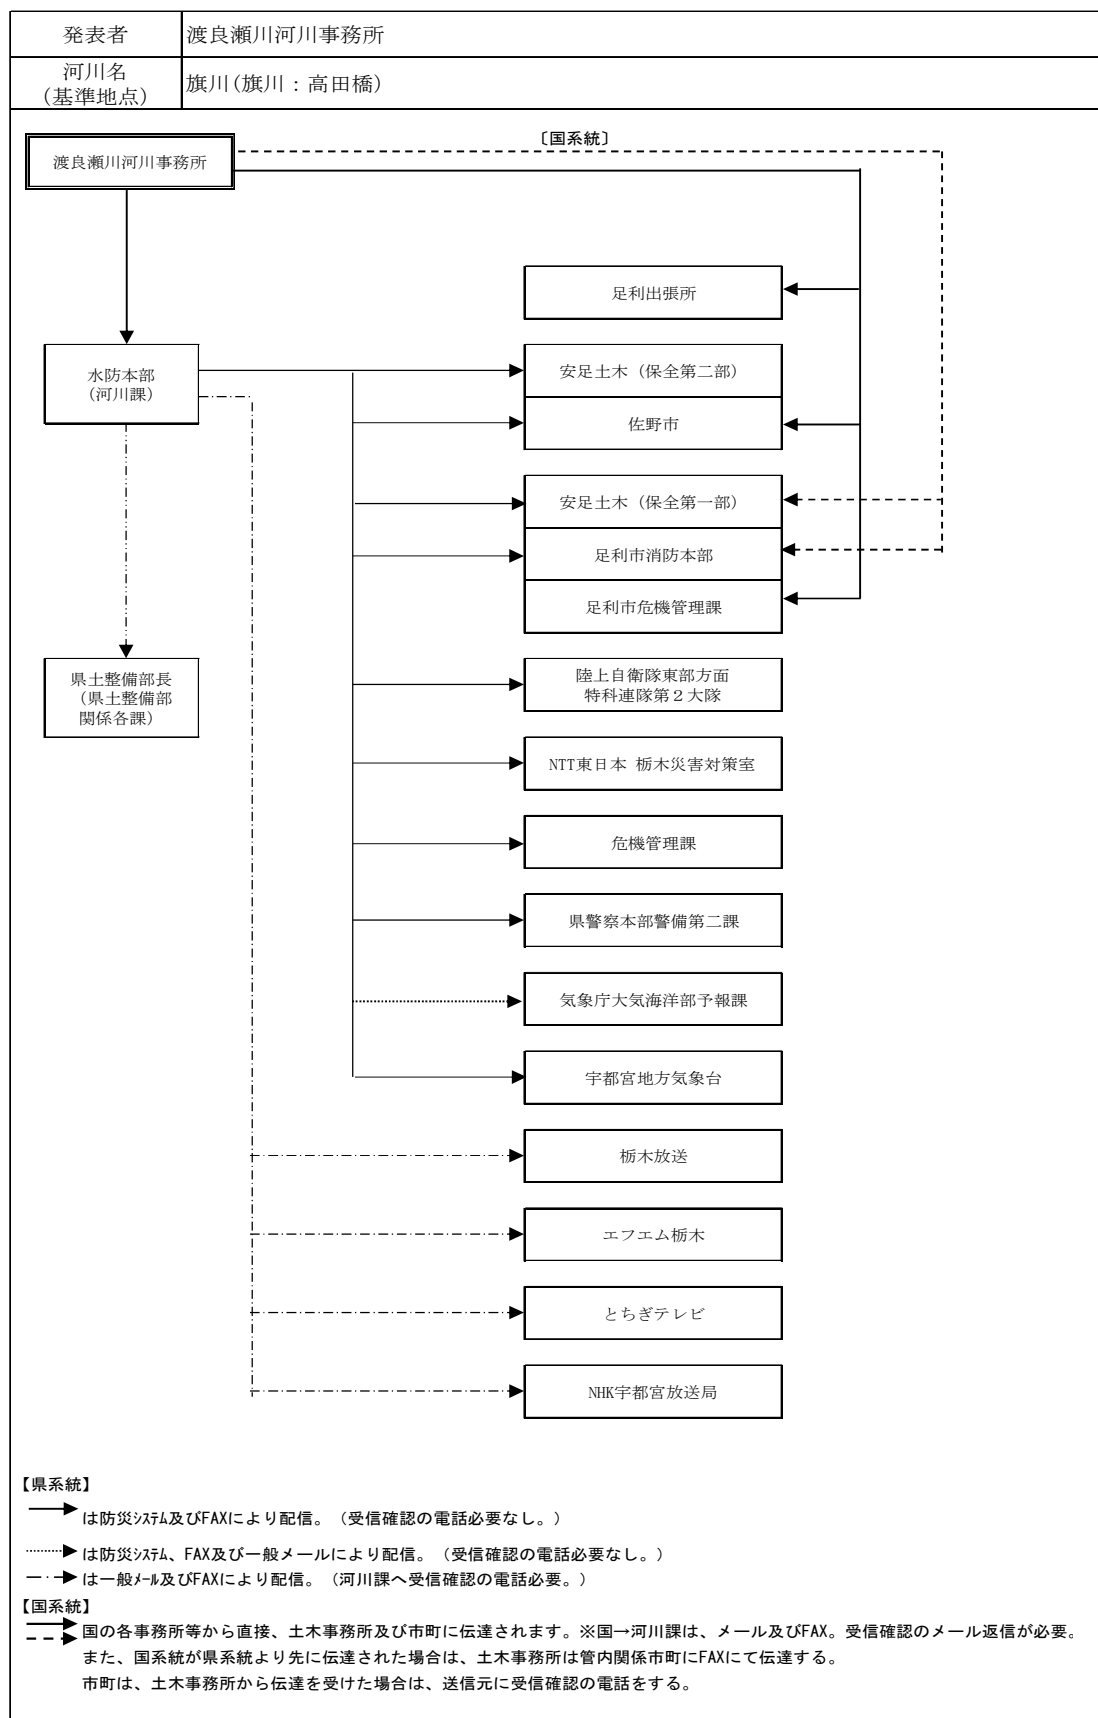 発表者
渡良瀬川河川事務所
河川名
(基準地点)
旗川(旗川：高田橋)
〔国系統〕
渡良瀬川河川事務所
足利出張所
水防本部
(河川課)
安足土木（保全第二部）
佐野市
安足土木（保全第一部）
足利市消防本部
足利市危機管理課
県土整備部長
（県土整備部
関係各課）
陸上自衛隊東部方面
特科連隊第２大隊
NTT東日本 栃木災害対策室
危機管理課
県警察本部警備第二課
気象庁大気海洋部予報課
宇都宮地方気象台
栃木放送
エフエム栃木
とちぎテレビ
NHK宇都宮放送局
【県系統】
は防災ｼｽﾃﾑ及びFAXにより配信。（受信確認の電話必要なし。）
は防災ｼｽﾃﾑ、FAX及び一般メールにより配信。（受信確認の電話必要なし。）
は一般ﾒｰﾙ及びFAXにより配信。（河川課へ受信確認の電話必要。）
【国系統】
国の各事務所等から直接、土木事務所及び市町に伝達されます。※国→河川課は、メール及びFAX。受信確認のメール返信が必要。
また、国系統が県系統より先に伝達された場合は、土木事務所は管内関係市町にFAXにて伝達する。
市町は、土木事務所から伝達を受けた場合は、送信元に受信確認の電話をする。